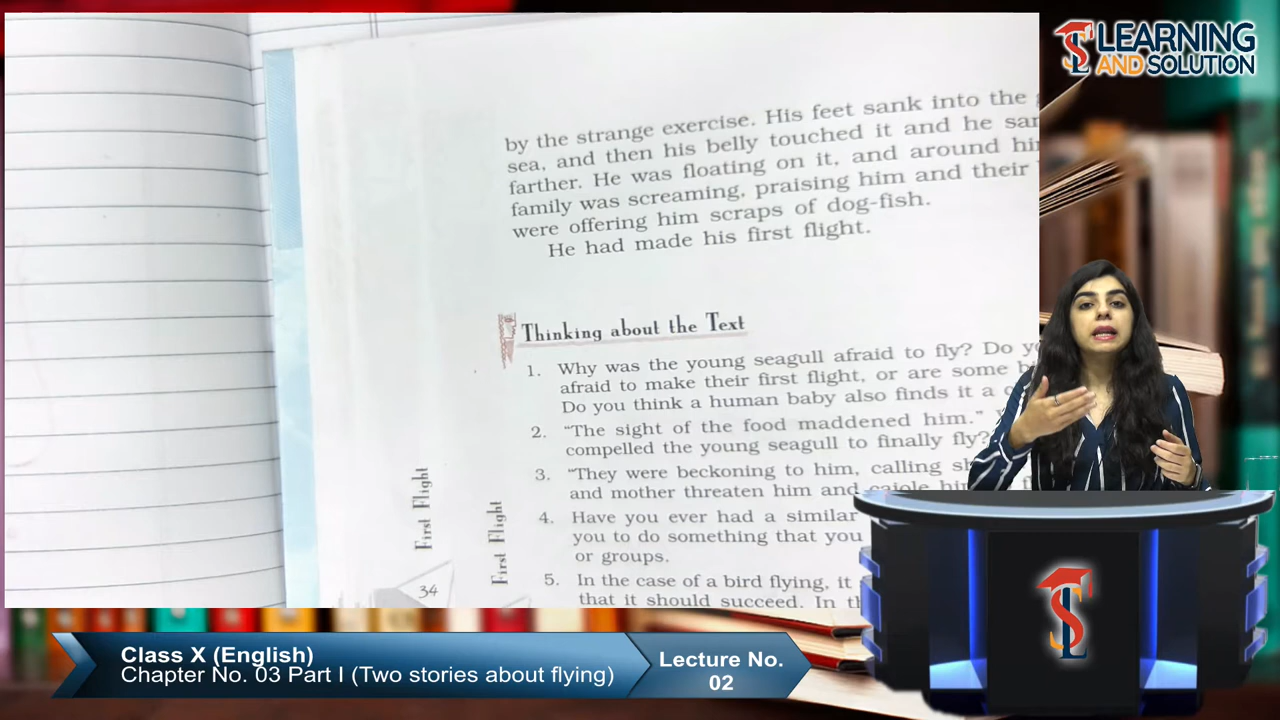 LEARNING
AND SOLUTION
by the strange exercise. His feet sank into the
sea, and then his belly touched it and he
farther. He was floating on it, and around
family was screaming, praising him and their
were offering him scraps of dog-fish.
He had made his first flight.
Thinking about the Text
1. Why was the young seagull afraid to fly? Do
afraid to make their first flight, or are some
Do you think a human baby also finds it a
2. "The sight of the food maddened him."
compelled the young seagull to finally fly?
3. "They were beckoning to him, calling
and mother threaten him and cajole
4. Have you ever had a similar
you to do something that you
or groups.
5. In the case of a bird flying, it
that it should succeed. In
First Flight
First Flight
34
Class X (English)
Chapter No. 03 Part I (Two stories about flying)
Lecture No.
02